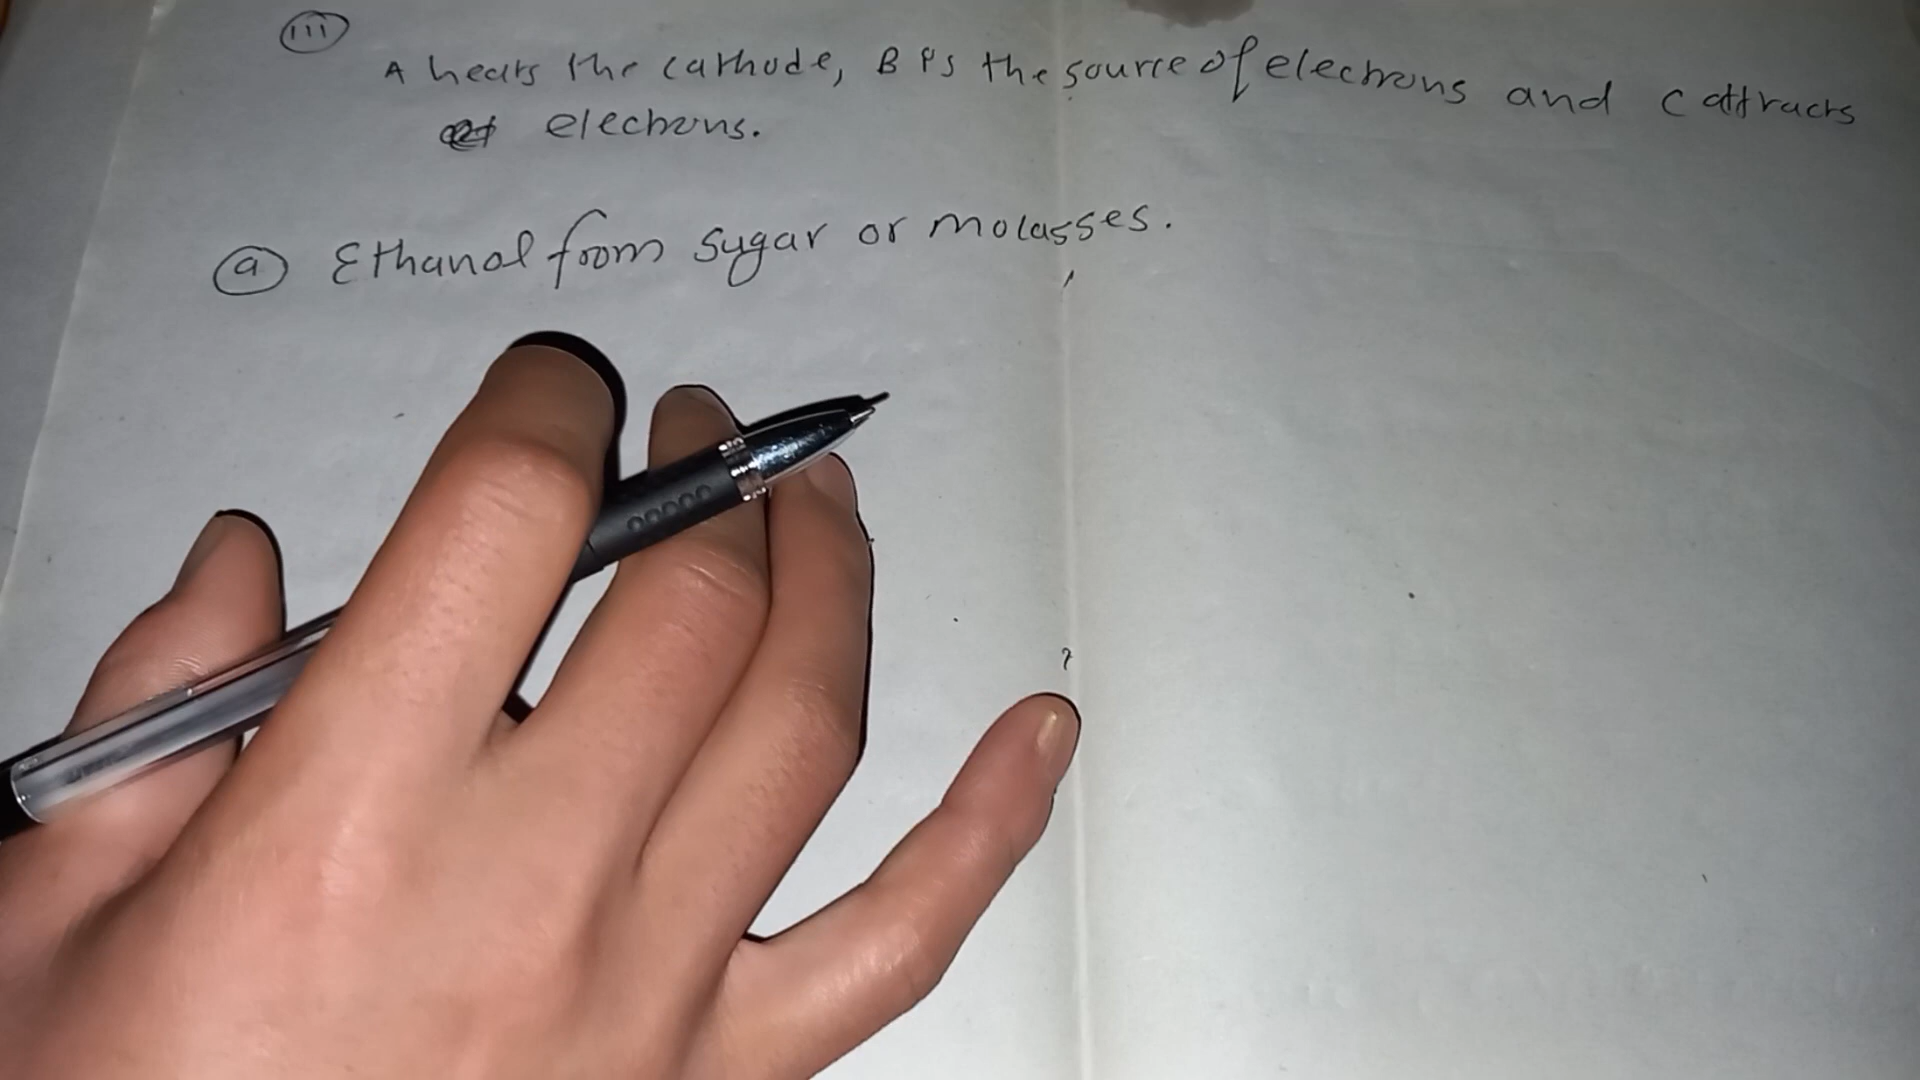 (iii)
A heats the cathode, B is the source of electrons and C attracts
electrons.
(a) Ethanol from sugar or molasses.